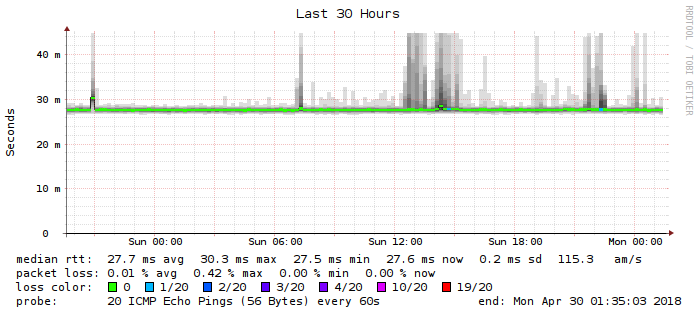 Last 30 Hours
RRDTOOL / TOBI OETIKER
Seconds
40 m
30 m
20 m
10 m
0
Sun 00:00 Sun 06:00 Sun 12:00 Sun 18:00 Mon 00:00
median rtt: 27.7 ms avg 30.3 ms max 27.5 ms min 27.6 ms now 0.2 ms sd 115.3 am/s
packet loss: 0.01 % avg 0.42 % max 0.00 % min 0.00 % now
loss color: 0 1/20 2/20 3/20 4/20 10/20 19/20
probe: 20 ICMP Echo Pings (56 Bytes) every 60s end: Mon Apr 30 01:35:03 2018